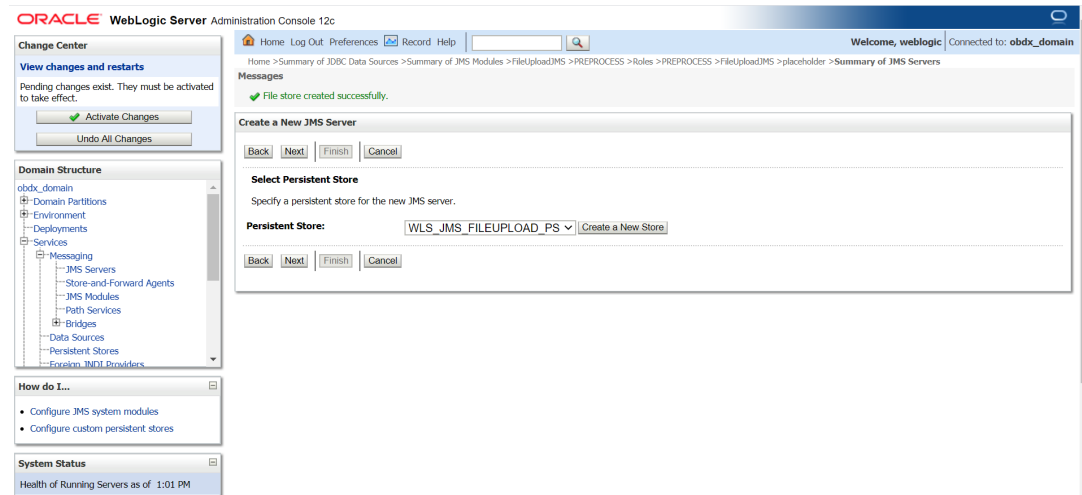 ORACLE WebLogic Server Administration Console 12c
Change Center
View changes and restarts
Pending changes exist. They must be activated
to take effect.
Activate Changes
Undo All Changes
Domain Structure
obdx_domain
Domain Partitions
Environment
Deployments
Services
Messaging
JMS Servers
Store-and-Forward Agents
JMS Modules
Path Services
Bridges
Data Sources
Persistent Stores
Foreign JNDI Providers
How do I...
Configure JMS system modules
Configure custom persistent stores
System Status
Health of Running Servers as of 1:01 PM
Home Log Out Preferences Record Help
Welcome, weblogic Connected to: obdx_domain
Home >Summary of JDBC Data Sources >Summary of JMS Modules >FileUploadJMS >PREPROCESS >Roles >PREPROCESS >FileUploadJMS >placeholder >Summary of JMS Servers
Messages
File store created successfully.
Create a New JMS Server
Back Next Finish Cancel
Select Persistent Store
Specify a persistent store for the new JMS server.
Persistent Store: WLS_JMS_FILEUPLOAD_PS Create a New Store
Back Next Finish Cancel